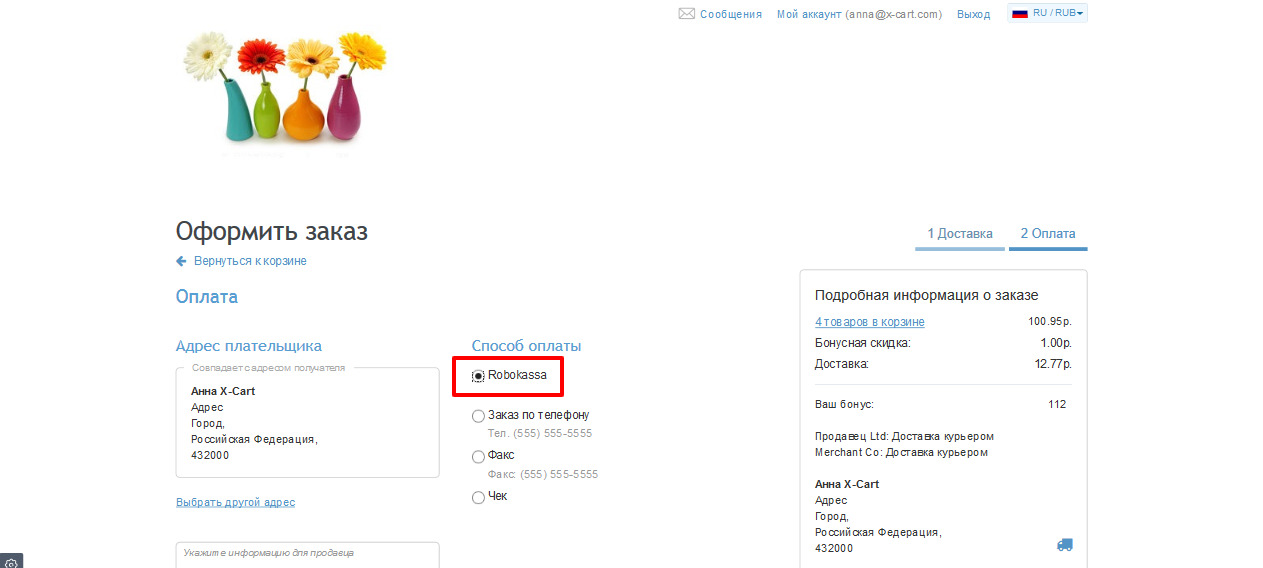 Сообщения Мой аккаунт (anna@x-cart.com) Выход RU / RUB
Оформить заказ
Вернуться к корзине
1 Доставка 2 Оплата
Оплата
Адрес плательщика
Совпадает с адресом получателя
Анна X-Cart
Адрес
Город,
Российская Федерация,
432000
Выбрать другой адрес
Укажите информацию для продавца
Способ оплаты
Robokassa
Заказ по телефону
Тел. (555) 555-5555
Факс
Факс: (555) 555-5555
Чек
Подробная информация о заказе
4 товаров в корзине 100.95р.
Бонусная скидка: 1.00р.
Доставка: 12.77р.
Ваш бонус: 112
Продавец Ltd: Доставка курьером
Merchant Co: Доставка курьером
Анна X-Cart
Адрес
Город,
Российская Федерация,
432000